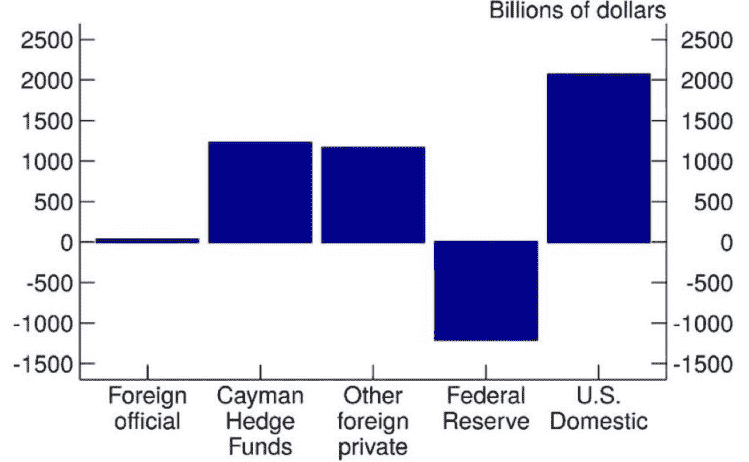 Billions of dollars
2500 2500
2000 2000
1500 1500
1000 1000
500 500
0 0
-500 -500
-1000 -1000
-1500 -1500
Foreign Cayman Other Federal U.S.
official Hedge foreign Reserve Domestic
Funds private